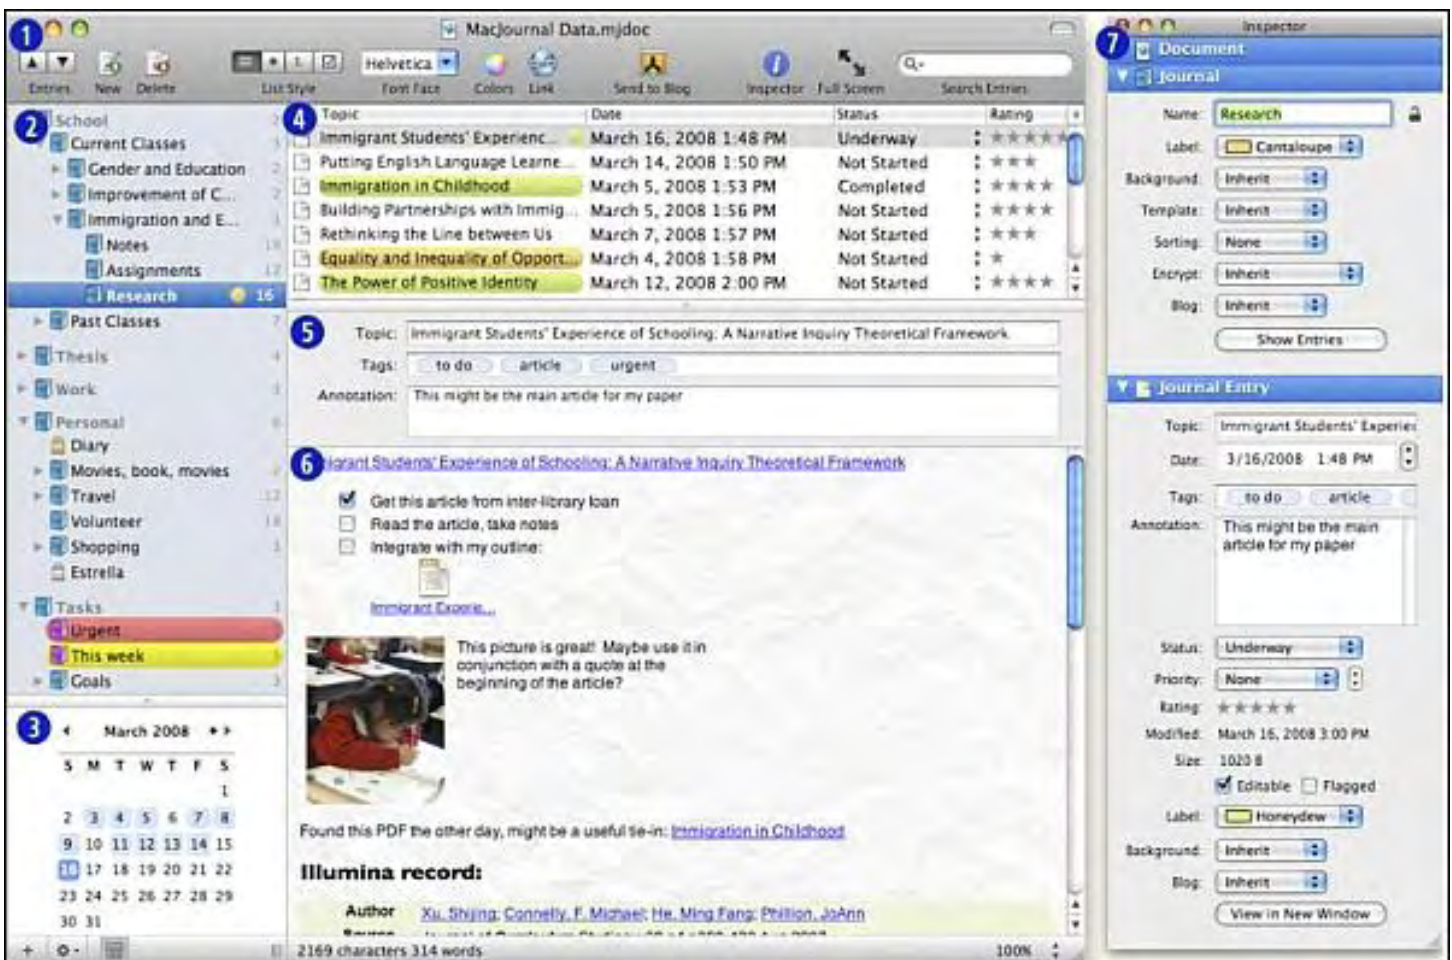 1
MacJournal Data.mjdoc
Helvetica
Entries New Delete List Style Font Face Colors Link Send to Blog Inspector Full Screen Search Entries
2
School
Current Classes
Gender and Education
Improvement of C...
Immigration and E...
Notes
Assignments
Research 16
Past Classes
Thesis
Work
Personal
Diary
Movies, book, movies
Travel
Volunteer
Shopping
Estrella
Tasks
Urgent
This week
Goals
3
March 2008
S M T W T F S
1
2 3 4 5 6 7 8
9 10 11 12 13 14 15
16 17 18 19 20 21 22
23 24 25 26 27 28 29
30 31
4
Topic Date Status Rating
Immigrant Students' Experienc... March 16, 2008 1:48 PM Underway
Putting English Language Learne... March 14, 2008 1:50 PM Not Started
Immigration in Childhood March 5, 2008 1:53 PM Completed
Building Partnerships with Immig... March 5, 2008 1:56 PM Not Started
Rethinking the Line between Us March 7, 2008 1:57 PM Not Started
Equality and Inequality of Opport... March 4, 2008 1:58 PM Not Started
The Power of Positive Identity March 12, 2008 2:00 PM Not Started
5
Topic: Immigrant Students' Experience of Schooling: A Narrative Inquiry Theoretical Framework
Tags: to do article urgent
Annotation: This might be the main article for my paper
6
migrant Students' Experience of Schooling: A Narrative Inquiry Theoretical Framework
Get this article from inter-library loan
Read the article, take notes
Integrate with my outline:
Immigrant Experie...
This picture is great! Maybe use it in
conjunction with a quote at the
beginning of the article?
Found this PDF the other day, might be a useful tie-in: Immigration in Childhood
Illumina record:
Author Xu, Shijing; Connelly, F. Michael; He, Ming Fang; Phillion, JoAnn
2169 characters 314 words 100%
7
Inspector
Document
Journal
Name: Research
Label: Cantaloupe
Background: Inherit
Template: Inherit
Sorting: None
Encrypt: Inherit
Blog: Inherit
Show Entries
Journal Entry
Topic: Immigrant Students' Experie
Date: 3/16/2008 1:48 PM
Tags: to do article
Annotation: This might be the main
article for my paper
Status: Underway
Priority: None
Rating:
Modified: March 16, 2008 3:00 PM
Size: 1020 B
Editable Flagged
Label: Honeydew
Background: Inherit
Blog: Inherit
View in New Window